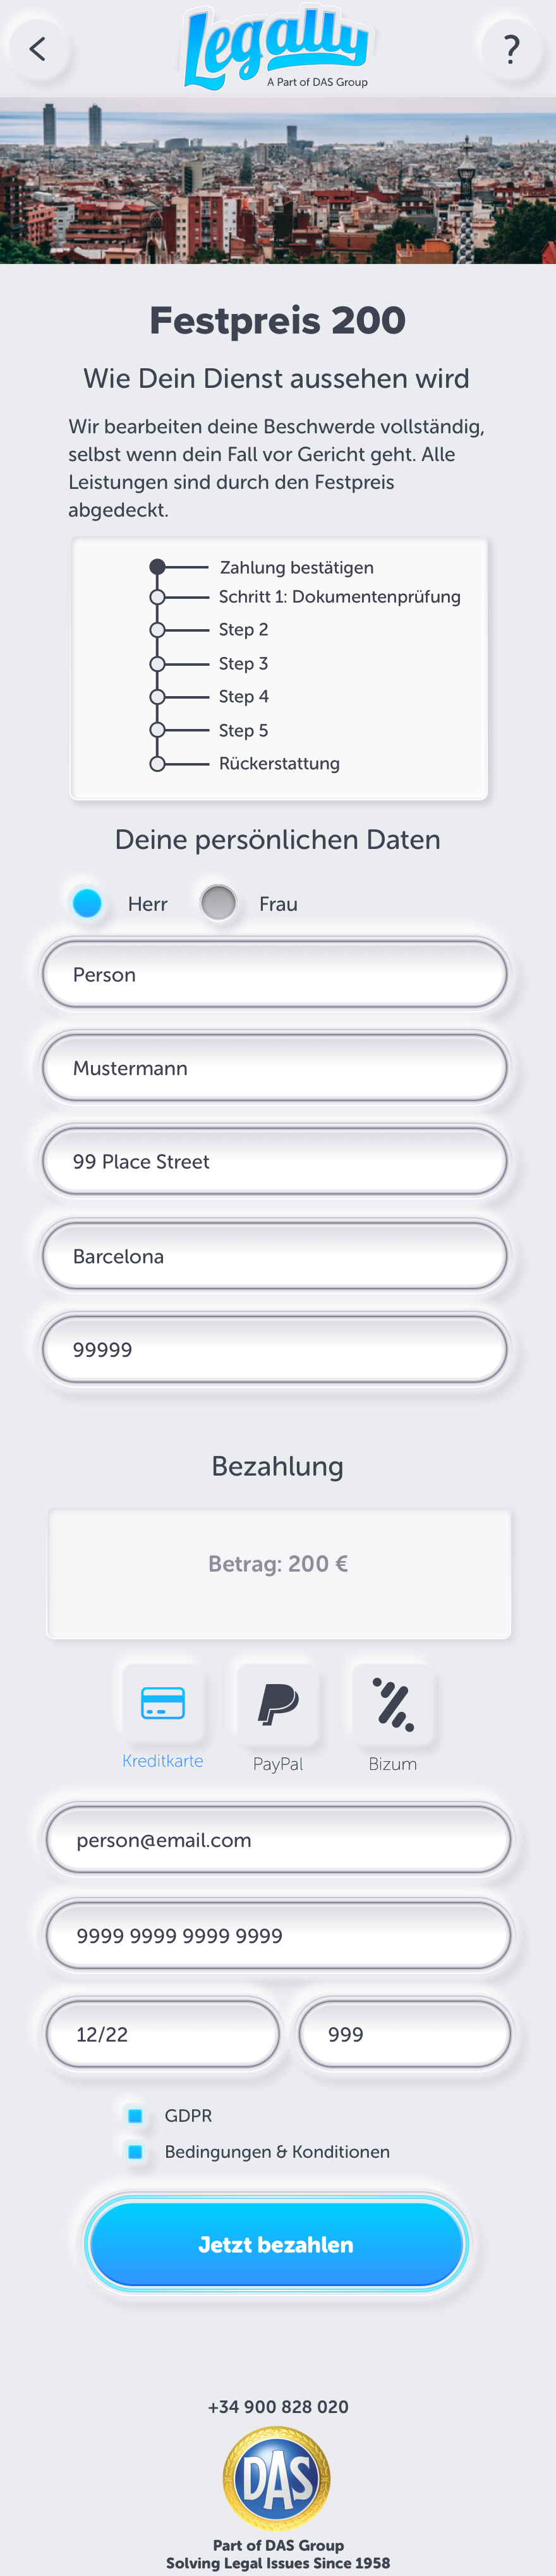 Legally
A Part of DAS Group
?
Festpreis 200
Wie Dein Dienst aussehen wird
Wir bearbeiten deine Beschwerde vollständig,
selbst wenn dein Fall vor Gericht geht. Alle
Leistungen sind durch den Festpreis
abgedeckt.
Zahlung bestätigen
Schritt 1: Dokumentenprüfung
Step 2
Step 3
Step 4
Step 5
Rückerstattung
Deine persönlichen Daten
Herr Frau
Person
Mustermann
99 Place Street
Barcelona
99999
Bezahlung
Betrag: 200 €
Kreditkarte PayPal Bizum
person@email.com
9999 9999 9999 9999
12/22 999
GDPR
Bedingungen & Konditionen
Jetzt bezahlen
+34 900 828 020
DAS
Part of DAS Group
Solving Legal Issues Since 1958